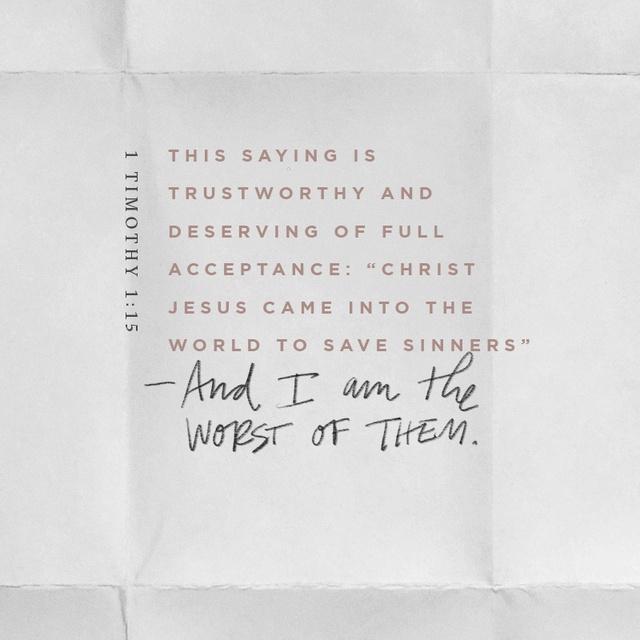 1 TIMOTHY 1:15
THIS SAYING IS
TRUSTWORTHY AND
DESERVING OF FULL
ACCEPTANCE: “CHRIST
JESUS CAME INTO THE
WORLD TO SAVE SINNERS”
—And I am the
WORST OF THEM.